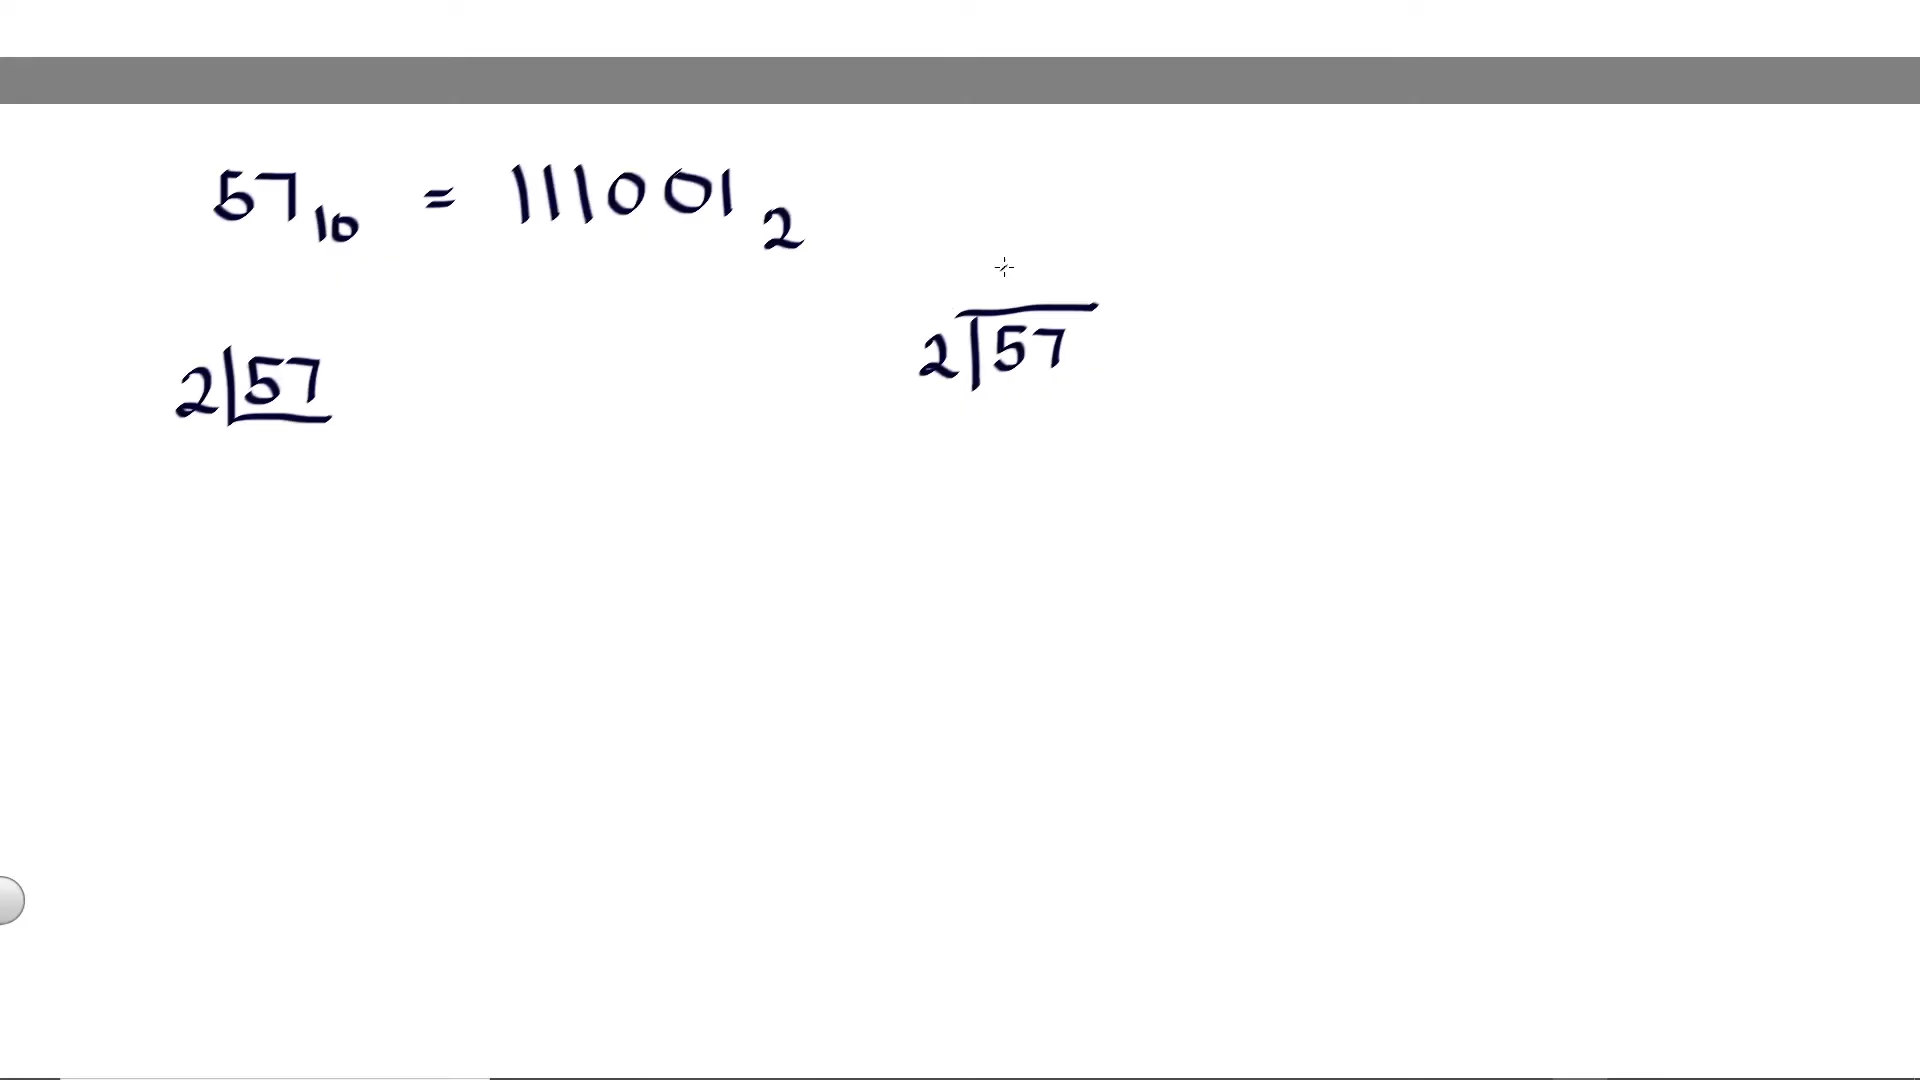 57₁₀ = 111001₂
2|57
2|57